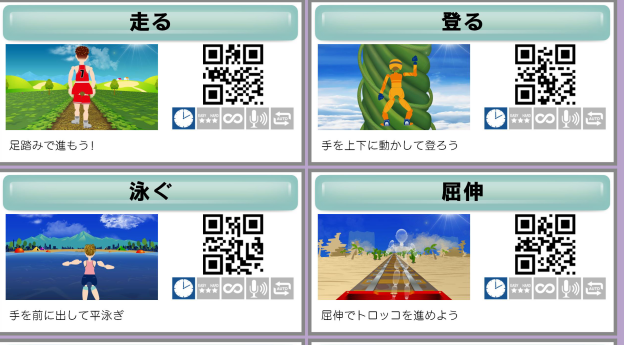 走る
登る
足踏みで進もう!
手を上下に動かして登ろう
泳ぐ
屈伸
手を前に出して平泳ぎ
屈伸でトロッコを進めよう